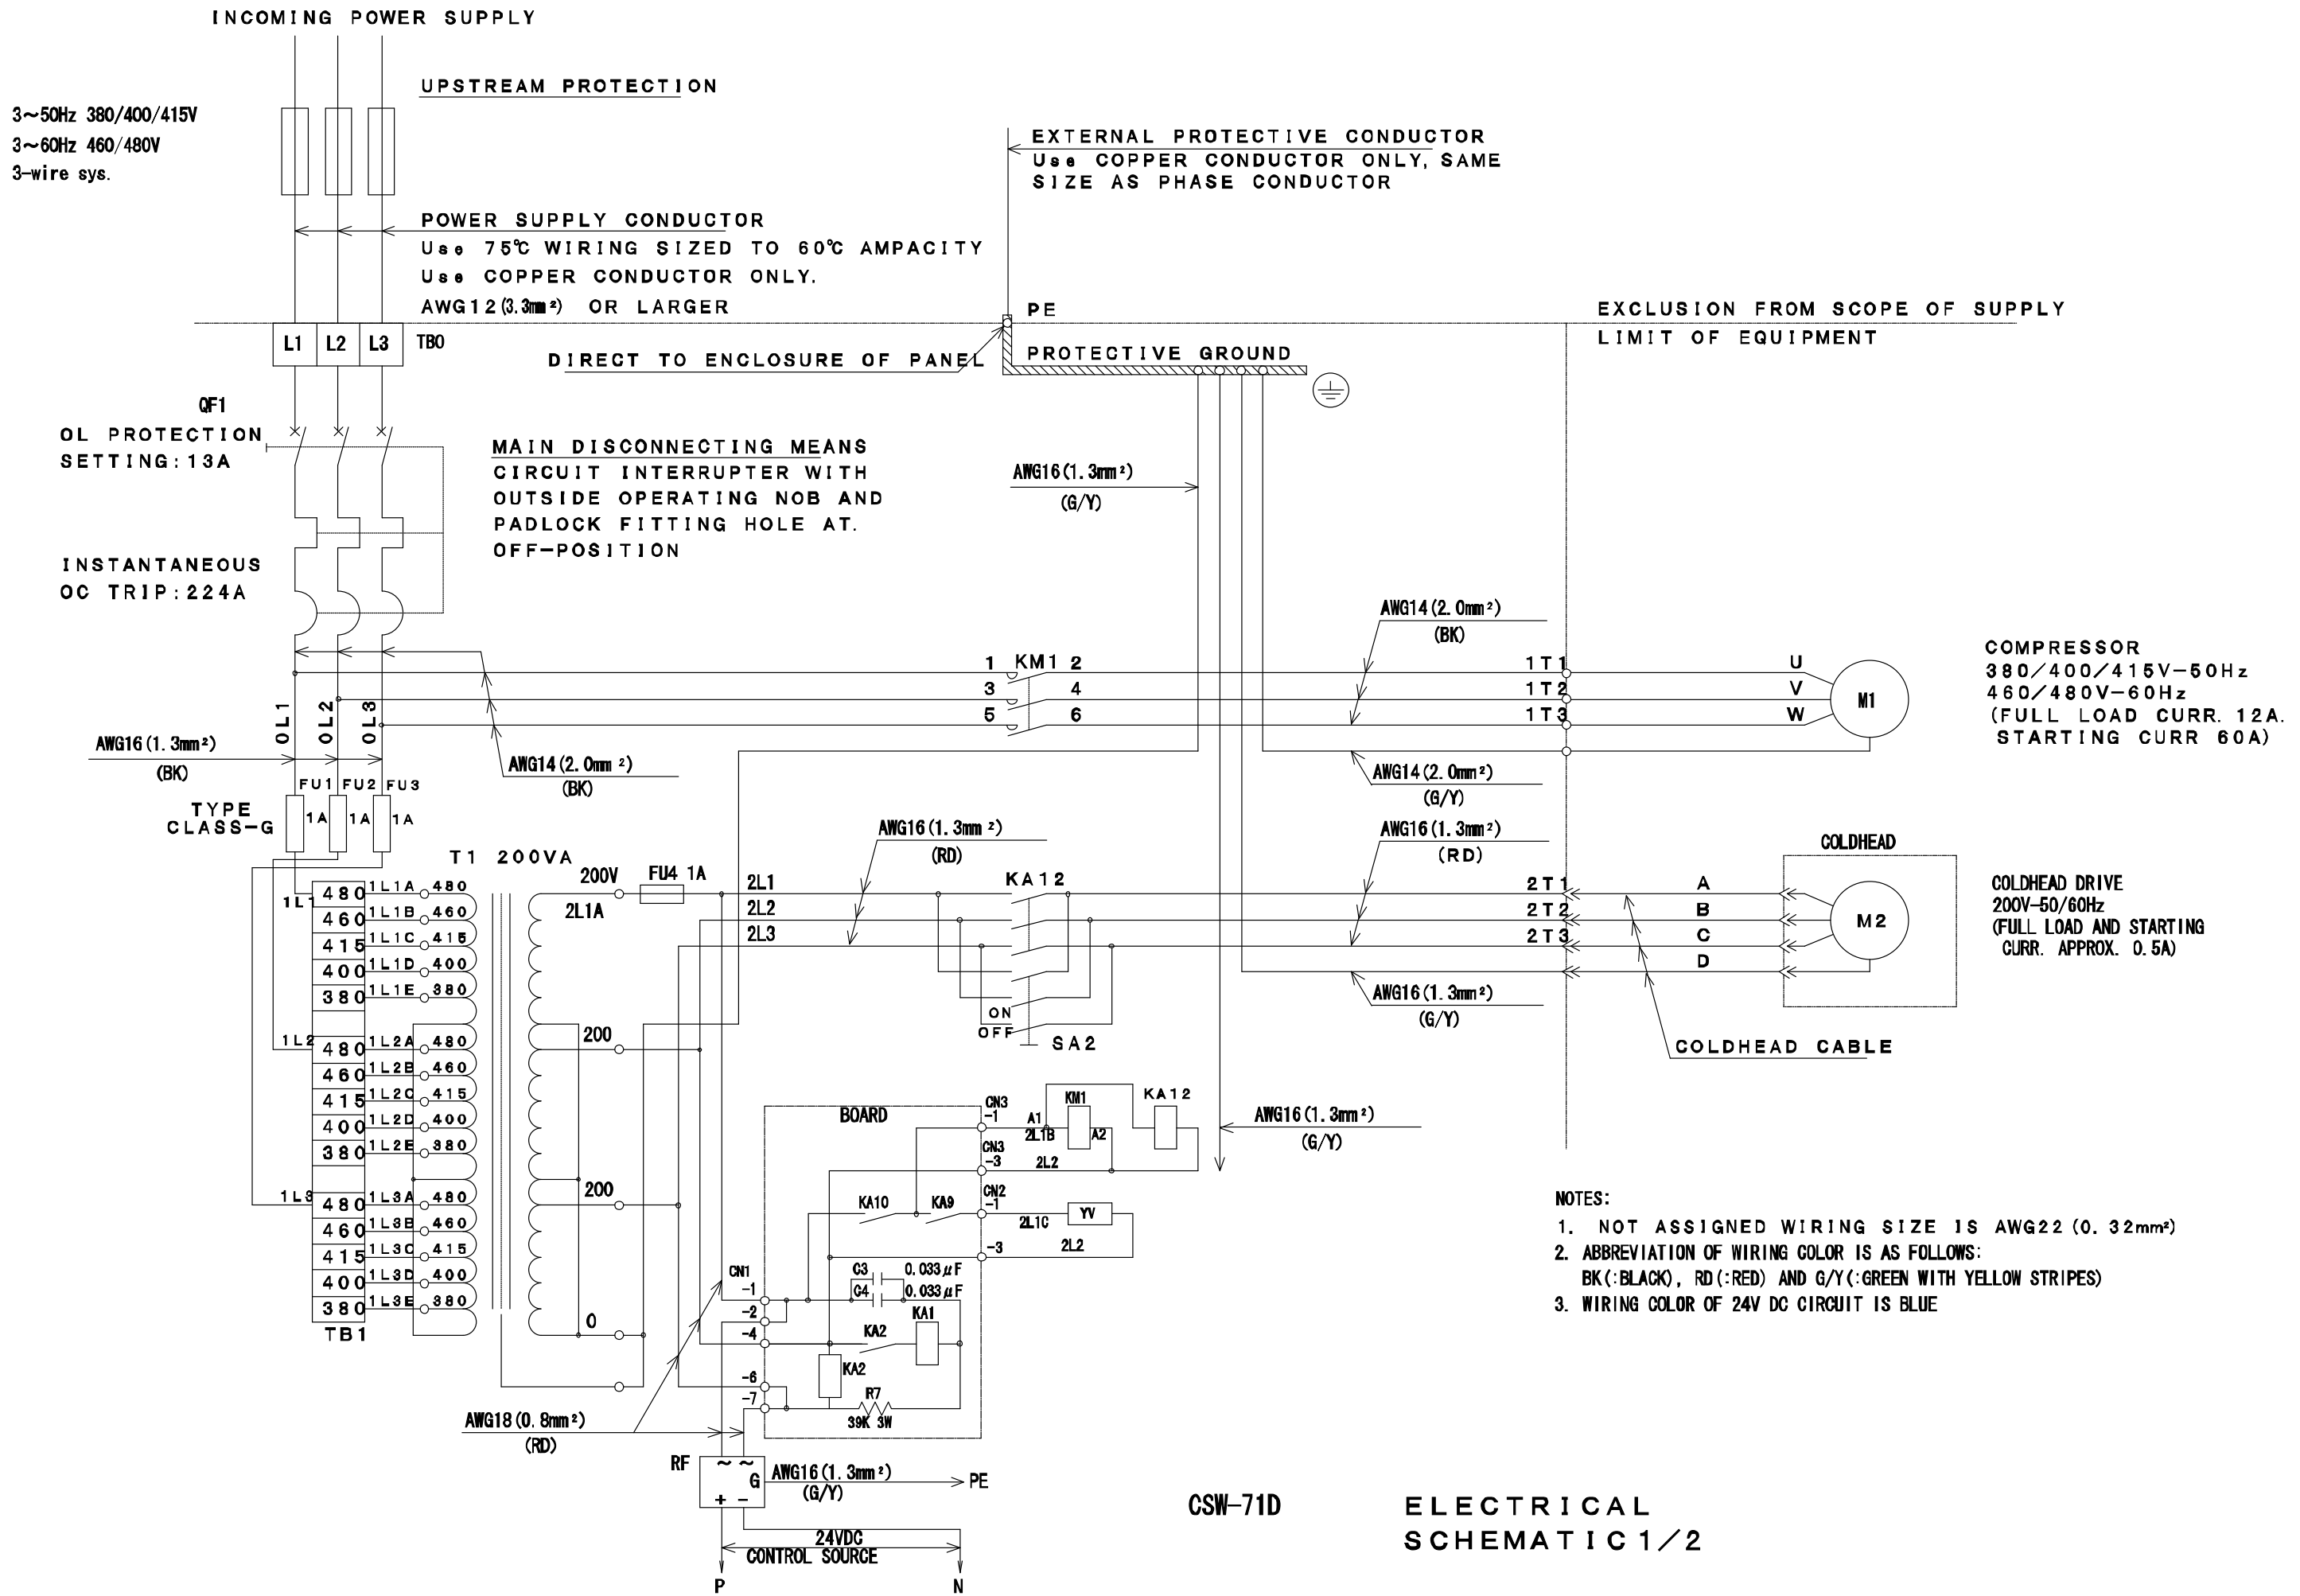 INCOMING POWER SUPPLY
UPSTREAM PROTECTION
3～50Hz 380/400/415V
3～60Hz 460/480V
3-wire sys.
EXTERNAL PROTECTIVE CONDUCTOR
Use COPPER CONDUCTOR ONLY, SAME
SIZE AS PHASE CONDUCTOR
POWER SUPPLY CONDUCTOR
Use 75℃ WIRING SIZED TO 60℃ AMPACITY
Use COPPER CONDUCTOR ONLY.
AWG12(3.3mm²) OR LARGER
PE
EXCLUSION FROM SCOPE OF SUPPLY
LIMIT OF EQUIPMENT
L1 L2 L3 TB0
DIRECT TO ENCLOSURE OF PANEL
PROTECTIVE GROUND
QF1
OL PROTECTION
SETTING:13A
MAIN DISCONNECTING MEANS
CIRCUIT INTERRUPTER WITH
OUTSIDE OPERATING NOB AND
PADLOCK FITTING HOLE AT.
OFF-POSITION
AWG16(1.3mm²)
(G/Y)
INSTANTANEOUS
OC TRIP:224A
AWG14(2.0mm²)
(BK)
1 KM1 2
3 4
5 6
1T1 U
1T2 V
1T3 W
M1
COMPRESSOR
380/400/415V-50Hz
460/480V-60Hz
(FULL LOAD CURR. 12A.
STARTING CURR 60A)
0L1 0L2 0L3
AWG16(1.3mm²)
(BK)
AWG14(2.0mm²)
(BK)
AWG14(2.0mm²)
(G/Y)
FU1 FU2 FU3
1A 1A 1A
TYPE
CLASS-G
T1 200VA
200V
2L1A
FU4 1A
AWG16(1.3mm²)
(RD)
AWG16(1.3mm²)
(RD)
COLDHEAD
2L1
2L2
2L3
KA12
2T1 A
2T2 B
2T3 C
D
M2
COLDHEAD DRIVE
200V-50/60Hz
(FULL LOAD AND STARTING
CURR. APPROX. 0.5A)
AWG16(1.3mm²)
(G/Y)
ON
OFF
SA2
COLDHEAD CABLE
1L1
480 1L1A 480
460 1L1B 460
415 1L1C 415
400 1L1D 400
380 1L1E 380
200
1L2
480 1L2A 480
460 1L2B 460
415 1L2C 415
400 1L2D 400
380 1L2E 380
200
1L3
480 1L3A 480
460 1L3B 460
415 1L3C 415
400 1L3D 400
380 1L3E 380
TB1
0
BOARD
CN3
-1
A1
2L1B
KM1
A2
KA12
CN3
-3
2L2
AWG16(1.3mm²)
(G/Y)
KA10 KA9
CN2
-1
2L1C
YV
-3
2L2
CN1
-1
-2
-4
-6
-7
C3 0.033μF
C4 0.033μF
KA2
KA1
KA2
R7
39K 3W
AWG18(0.8mm²)
(RD)
RF
～ ～
G
+ −
AWG16(1.3mm²)
(G/Y)
PE
24VDC
CONTROL SOURCE
P N
NOTES:
1. NOT ASSIGNED WIRING SIZE IS AWG22(0.32mm²)
2. ABBREVIATION OF WIRING COLOR IS AS FOLLOWS:
BK(:BLACK), RD(:RED) AND G/Y(:GREEN WITH YELLOW STRIPES)
3. WIRING COLOR OF 24V DC CIRCUIT IS BLUE
CSW-71D
ELECTRICAL
SCHEMATIC1/2